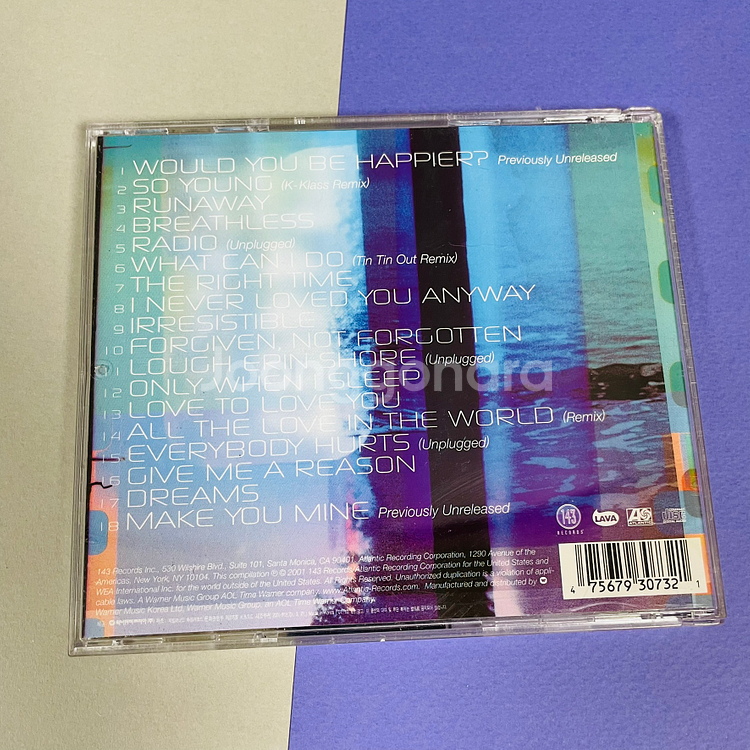 1 WOULD YOU BE HAPPIER? Previously Unreleased
2 SO YOUNG (K-Klass Remix)
3 RUNAWAY
4 BREATHLESS
5 RADIO (Unplugged)
6 WHAT CAN I DO (Tin Tin Out Remix)
7 THE RIGHT TIME
8 I NEVER LOVED YOU ANYWAY
9 IRRESISTIBLE
10 FORGIVEN, NOT FORGOTTEN
11 LOUGH ERIN SHORE (Unplugged)
12 ONLY WHEN I SLEEP
Joonggonara
13 LOVE TO LOVE YOU
14 ALL THE LOVE IN THE WORLD (Remix)
15 EVERYBODY HURTS (Unplugged)
16 GIVE ME A REASON
17 DREAMS
18 MAKE YOU MINE Previously Unreleased
143 RECORDS LAVA ATLANTIC
143 Records Inc., 530 Wilshire Blvd., Suite 101, Santa Monica, CA 90401. Atlantic Recording Corporation, 1290 Avenue of the
Americas, New York, NY 10104. This compilation ℗ © 2001 143 Records, Atlantic Recording Corporation for the United States and
WEA International Inc. for the world outside of the United States. All Rights Reserved. Unauthorized duplication is a violation of appli-
cable laws. A Warner Music Group AOL Time Warner company. www.Atlantic-Records.com. Manufactured and distributed by
Warner Music Korea Ltd. Warner Music Group, an AOL Time Warner Company.
4 75679 30732 1